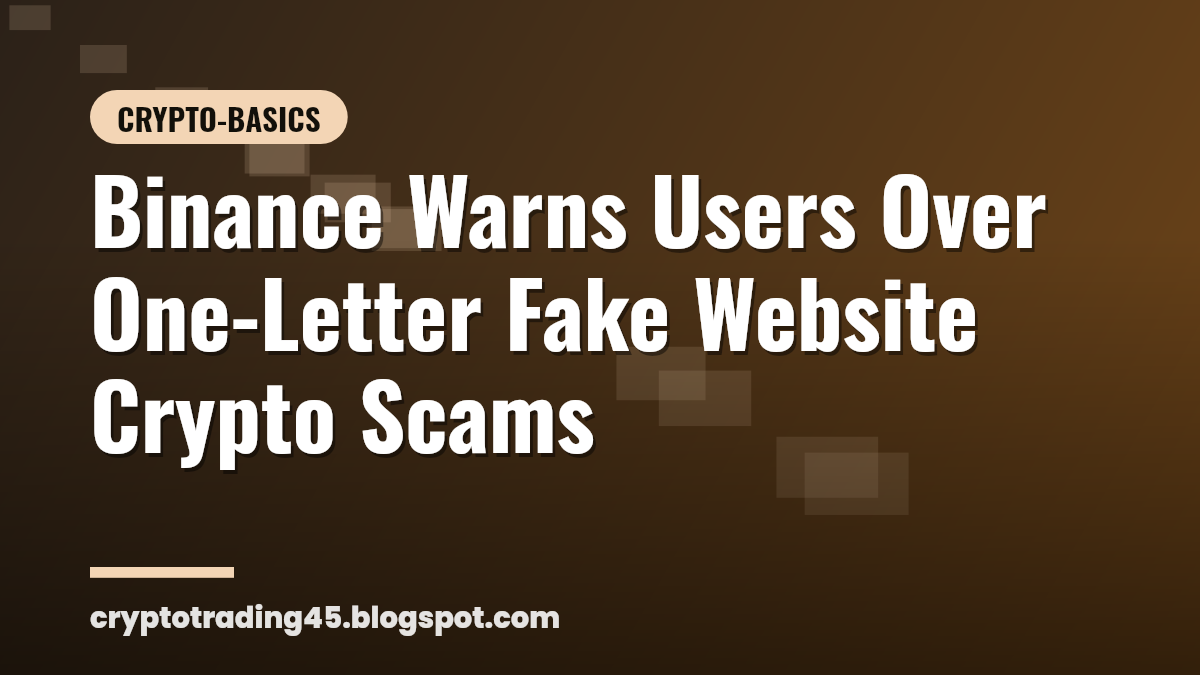 CRYPTO-BASICS
Binance Warns Users Over
One-Letter Fake Website
Crypto Scams
cryptotrading45.blogspot.com